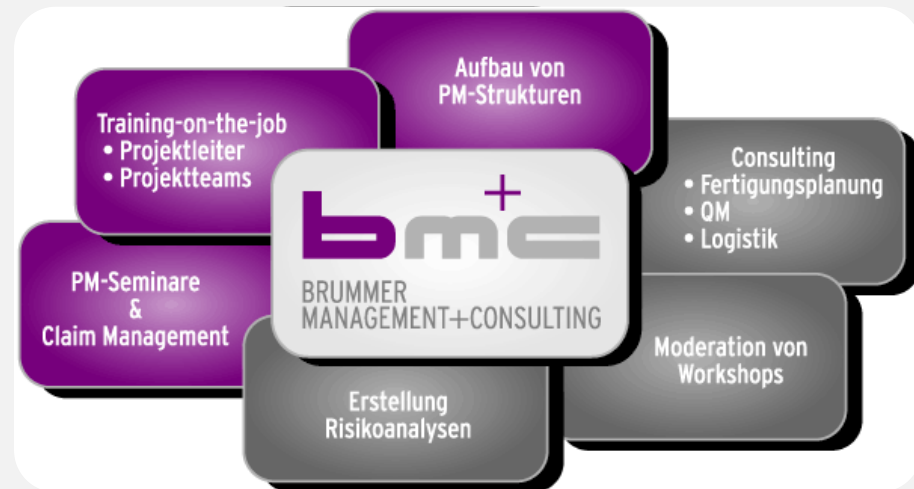 Aufbau von
PM-Strukturen
Training-on-the-job
• Projektleiter
• Projektteams
Consulting
• Fertigungsplanung
• QM
• Logistik
bmc+
BRUMMER
MANAGEMENT+CONSULTING
PM-Seminare
&
Claim Management
Moderation von
Workshops
Erstellung
Risikoanalysen